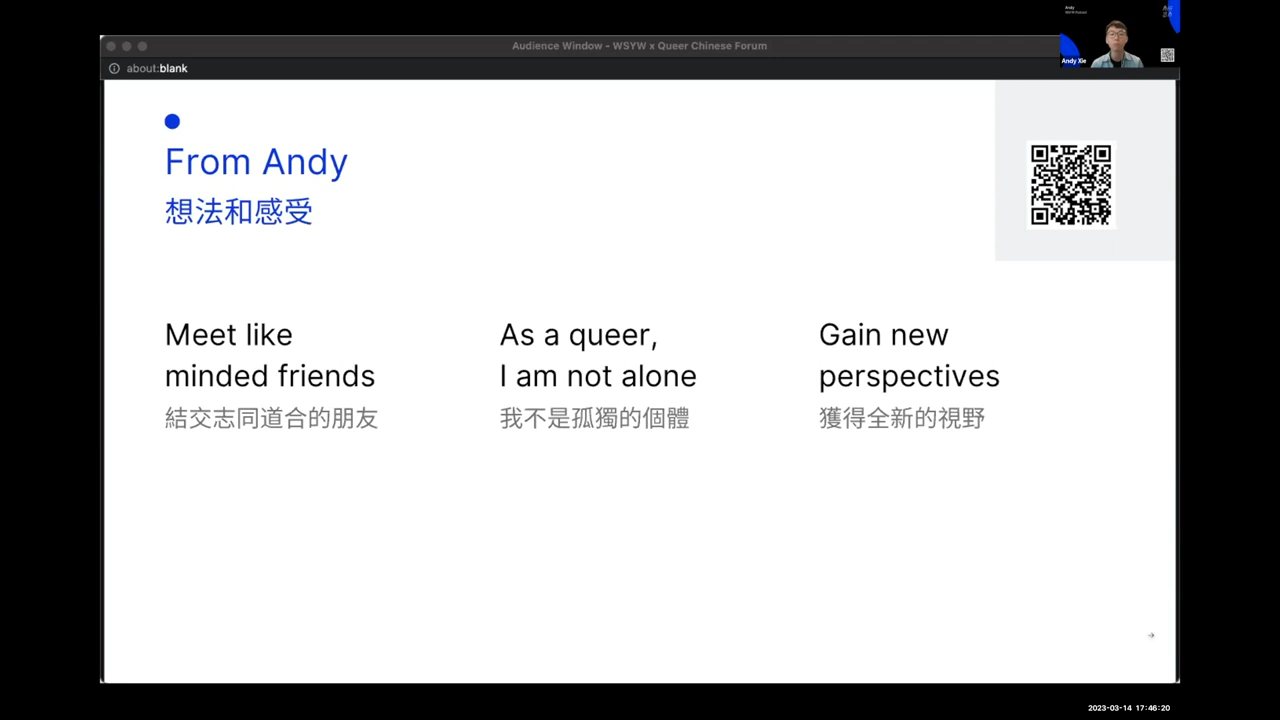 Audience Window - WSYW x Queer Chinese Forum
about:blank
Andy
Andy Xie
From Andy
想法和感受
Meet like
minded friends
結交志同道合的朋友
As a queer,
I am not alone
我不是孤獨的個體
Gain new
perspectives
獲得全新的視野
2023-03-14 17:46:20